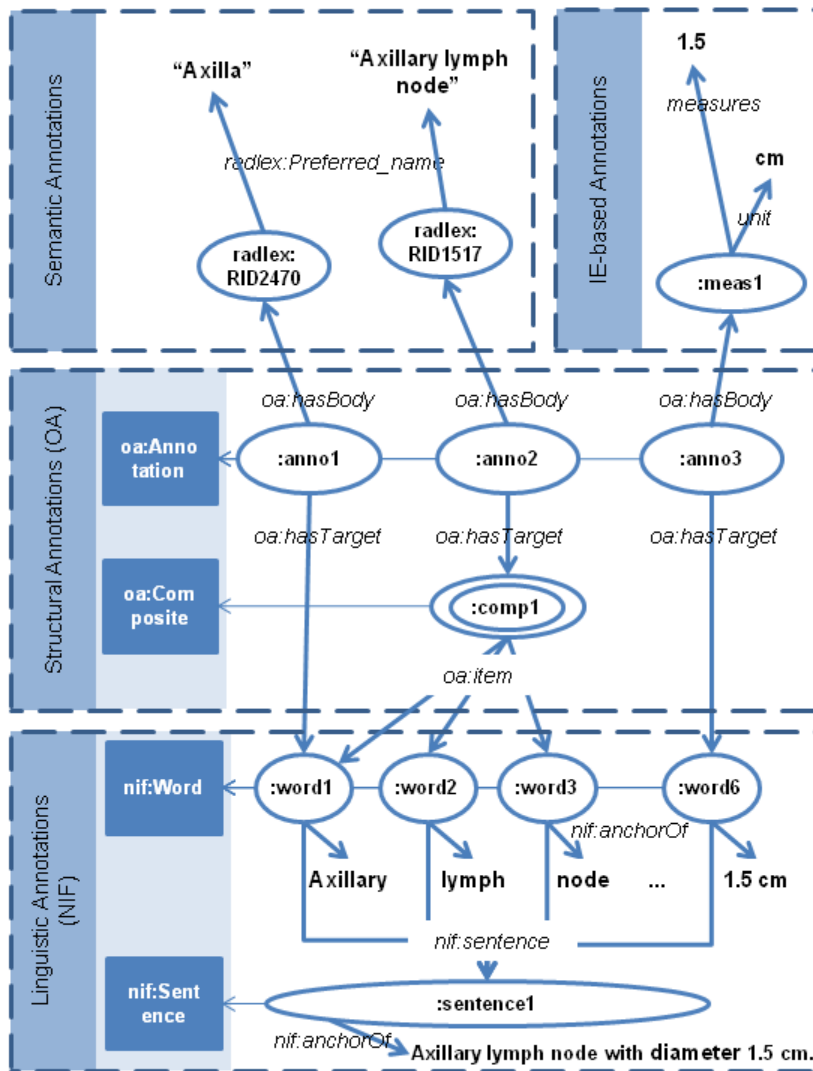 Semantic Annotations
"Axilla"
"Axillary lymph
node"
radlex:Preferred_name
radlex:
RID2470
radlex:
RID1517
IE-based Annotations
1.5
measures
cm
unit
:meas1
Structural Annotations (OA)
oa:hasBody
oa:hasBody
oa:hasBody
oa:Anno
tation
:anno1
:anno2
:anno3
oa:hasTarget
oa:hasTarget
oa:hasTarget
oa:Com
posite
:comp1
oa:item
Linguistic Annotations
(NIF)
nif:Word
:word1
:word2
:word3
:word6
nif:anchorOf
Axillary
lymph
node
...
1.5 cm
nif:sentence
nif:Sent
ence
:sentence1
nif:anchorOf
Axillary lymph node with diameter 1.5 cm.